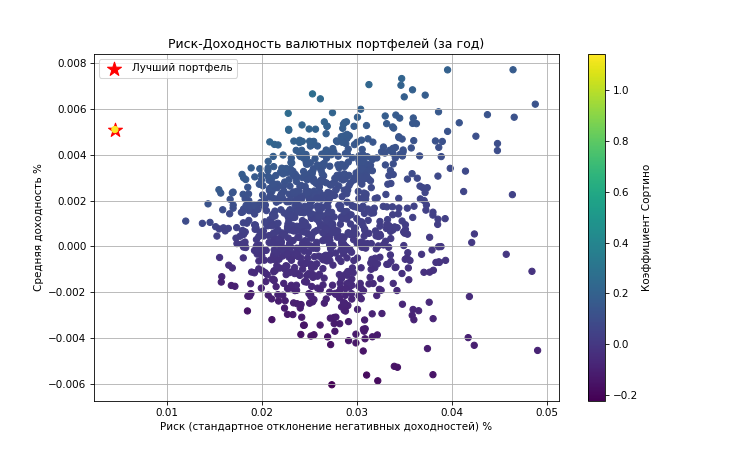 Риск-Доходность валютных портфелей (за год)
Лучший портфель
Средняя доходность %
0.008
0.006
0.004
0.002
0.000
−0.002
−0.004
−0.006
0.01 0.02 0.03 0.04 0.05
Риск (стандартное отклонение негативных доходностей) %
1.0
0.8
0.6
0.4
0.2
0.0
−0.2
Коэффициент Сортино